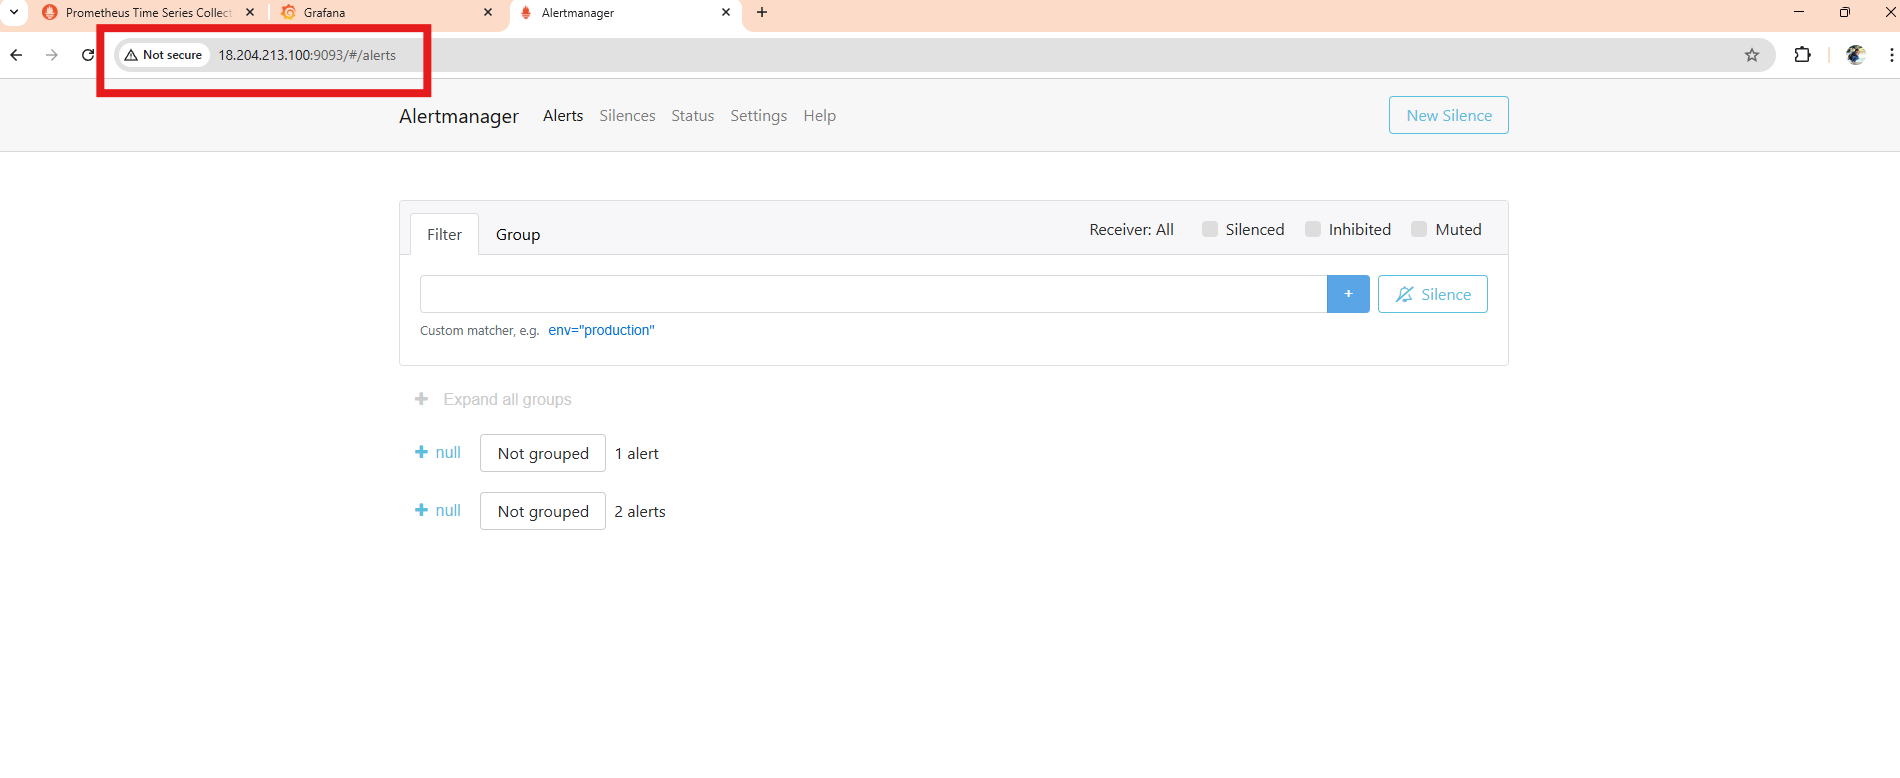 Prometheus Time Series Collect
Grafana
Alertmanager
Not secure 18.204.213.100:9093/#/alerts
Alertmanager Alerts Silences Status Settings Help New Silence
Filter Group Receiver: All Silenced Inhibited Muted
+ Silence
Custom matcher, e.g. env="production"
+ Expand all groups
+ null Not grouped 1 alert
+ null Not grouped 2 alerts